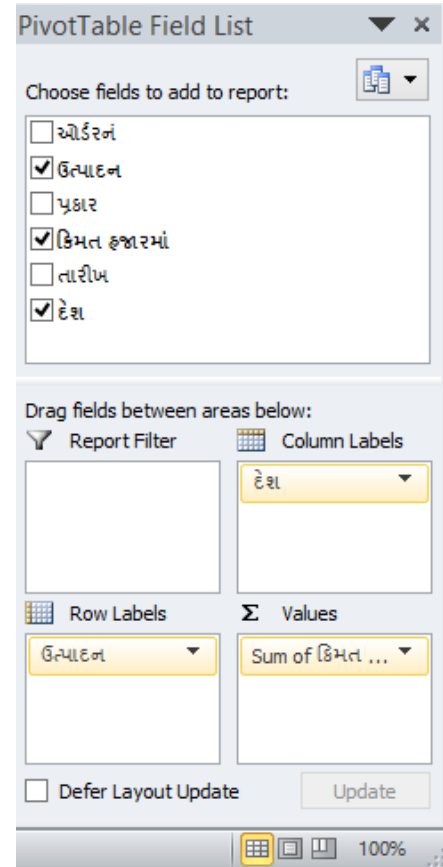 PivotTable Field List
Choose fields to add to report:
ઓર્ડરનં
ઉત્પાદન
પ્રકાર
કિમત હજારમાં
તારીખ
દેશ
Drag fields between areas below:
Report Filter
Column Labels
દેશ
Row Labels
Σ Values
ઉત્પાદન
Sum of કિમત ...
Defer Layout Update
Update
100%